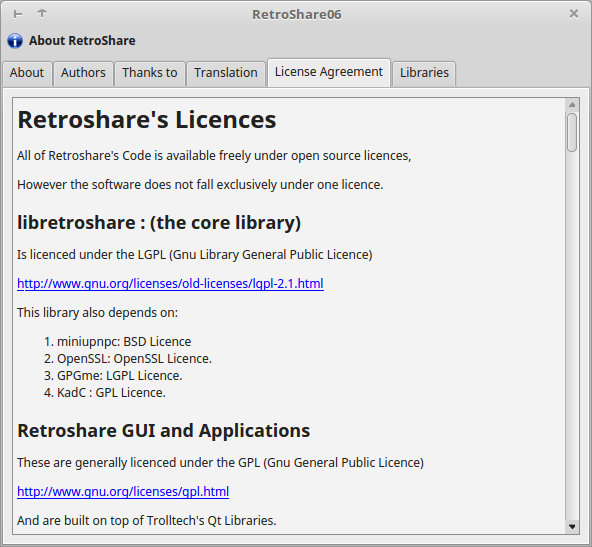 RetroShare06
About RetroShare
About Authors Thanks to Translation License Agreement Libraries
Retroshare's Licences
All of Retroshare's Code is available freely under open source licences,
However the software does not fall exclusively under one licence.
libretroshare : (the core library)
Is licenced under the LGPL (Gnu Library General Public Licence)
http://www.gnu.org/licenses/old-licenses/lgpl-2.1.html
This library also depends on:
1. miniupnpc: BSD Licence
2. OpenSSL: OpenSSL Licence.
3. GPGme: LGPL Licence.
4. KadC : GPL Licence.
Retroshare GUI and Applications
These are generally licenced under the GPL (Gnu General Public Licence)
http://www.gnu.org/licenses/gpl.html
And are built on top of Trolltech's Qt Libraries.